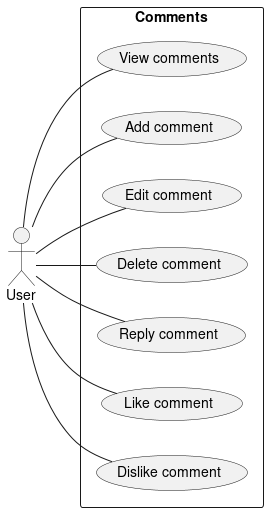 Comments
View comments
Add comment
Edit comment
Delete comment
User
Reply comment
Like comment
Dislike comment